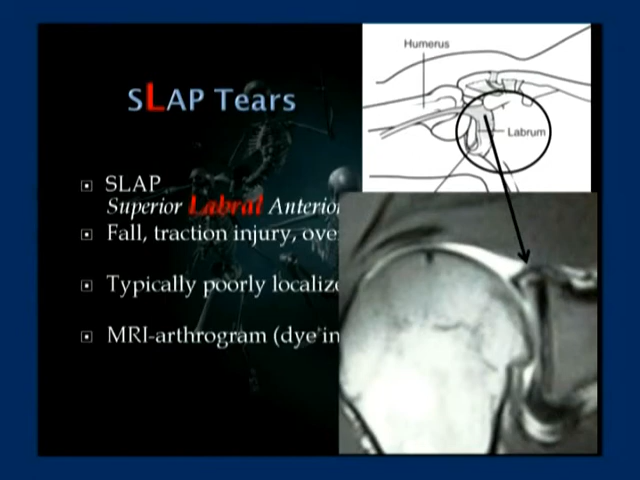 SLAP Tears
SLAP
Superior Labral Anterior
Fall, traction injury, ove
Typically poorly localize
MRI-arthrogram (dye in
Humerus
Labrum